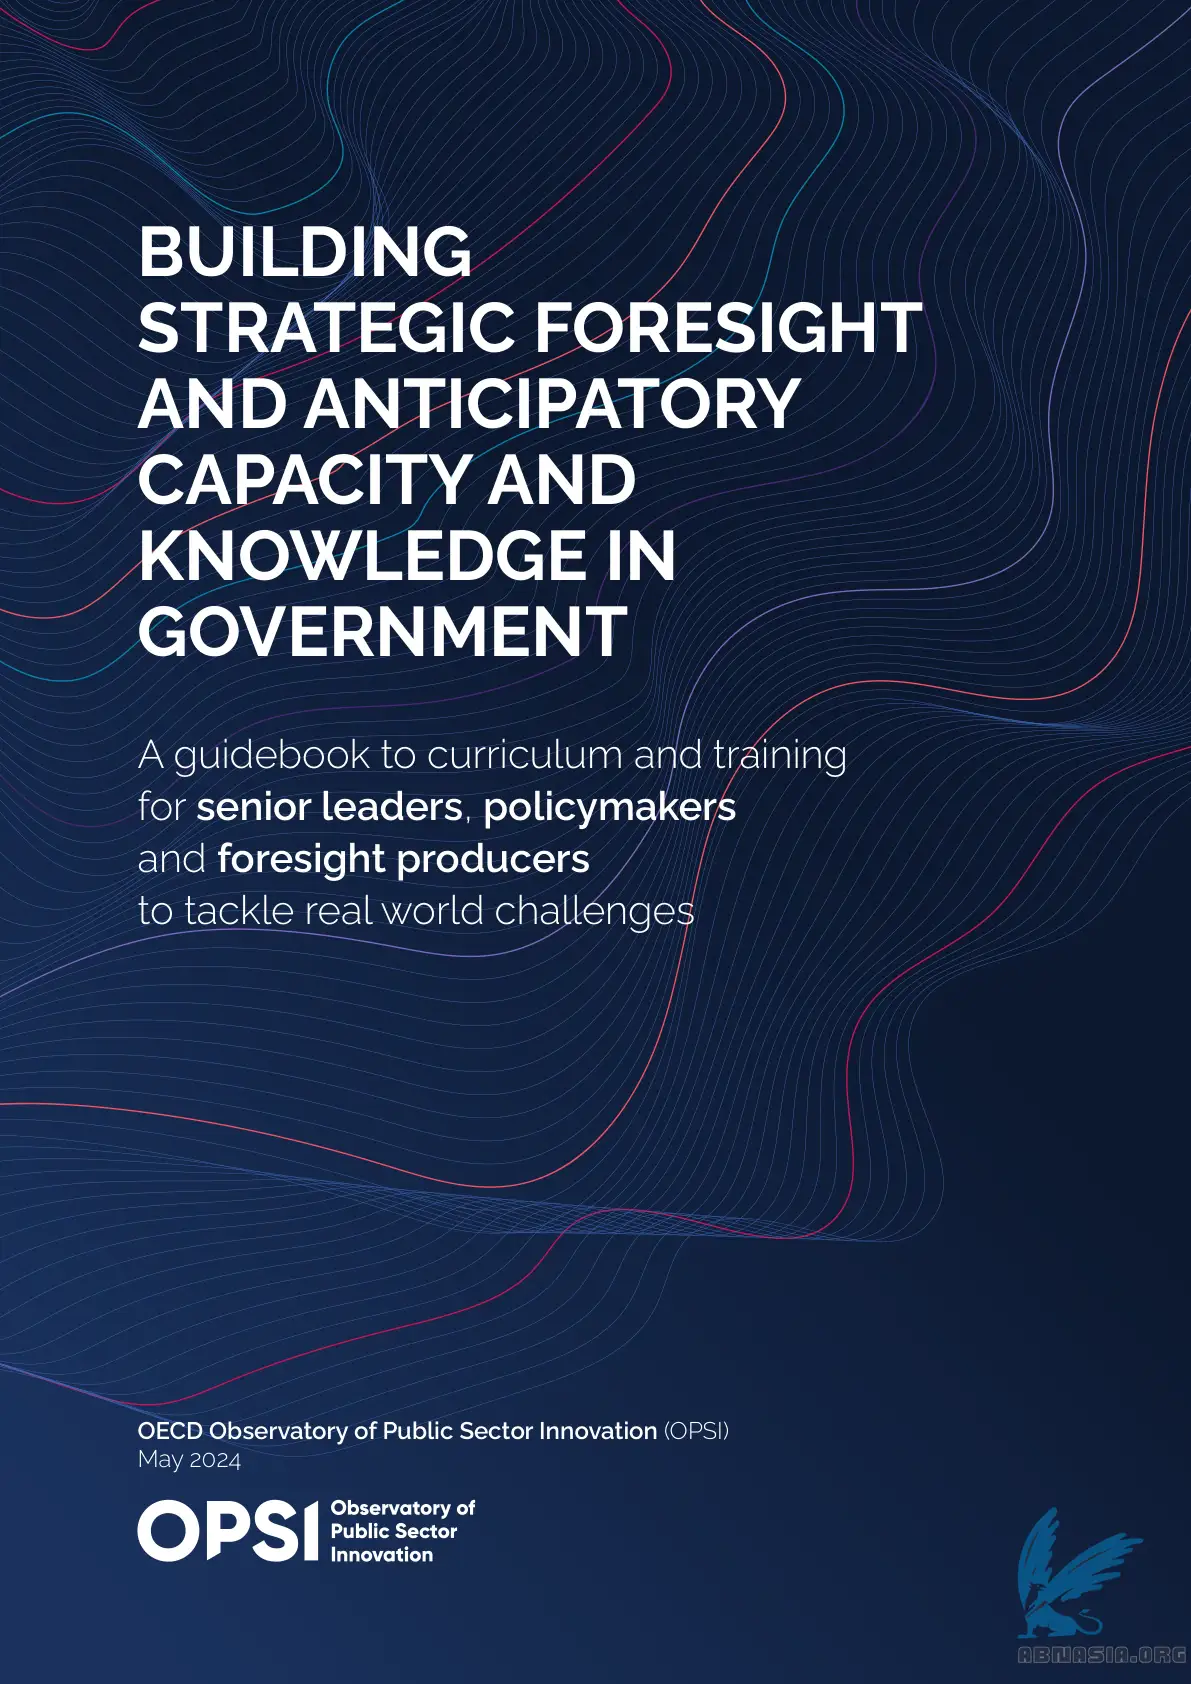 BUILDING
STRATEGIC FORESIGHT
AND ANTICIPATORY
CAPACITY AND
KNOWLEDGE IN
GOVERNMENT
A guidebook to curriculum and training
for senior leaders, policymakers
and foresight producers
to tackle real world challenges
OECD Observatory of Public Sector Innovation (OPSI)
May 2024
OPSI
Observatory of
Public Sector
Innovation
ABNASIA.ORG